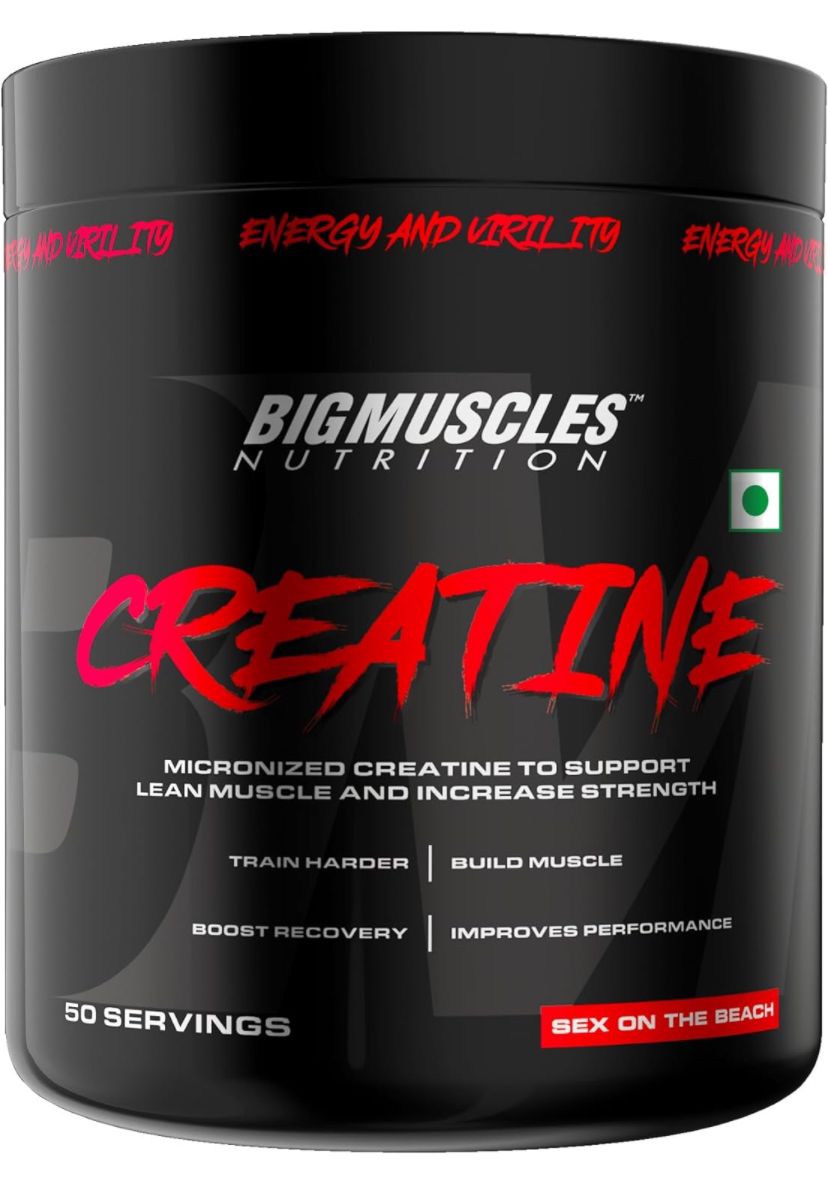 ENERGY AND VIRILITY ENERGY AND VIRILITY ENERGY AND
BIGMUSCLES™
NUTRITION
CREATINE
MICRONIZED CREATINE TO SUPPORT
LEAN MUSCLE AND INCREASE STRENGTH
TRAIN HARDER | BUILD MUSCLE
BOOST RECOVERY | IMPROVES PERFORMANCE
50 SERVINGS
SEX ON THE BEACH